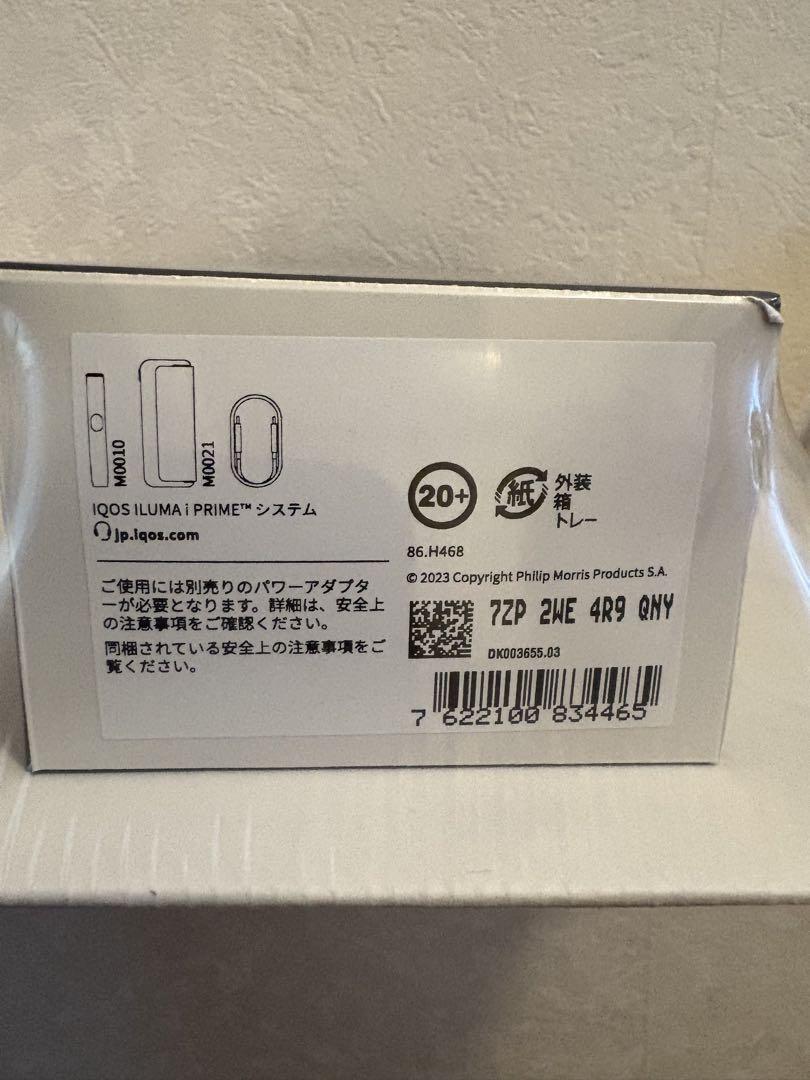 M0010
M0021
IQOS ILUMA i PRIME™ システム
jp.iqos.com
ご使用には別売りのパワーアダプタ
ーが必要となります。詳細は、安全上
の注意事項をご確認ください。
同梱されている安全上の注意事項をご
覧ください。
20+
紙
外装
箱
トレー
86.H468
© 2023 Copyright Philip Morris Products S.A.
7ZP 2WE 4R9 QNY
DK003655.03
7 622100 834465